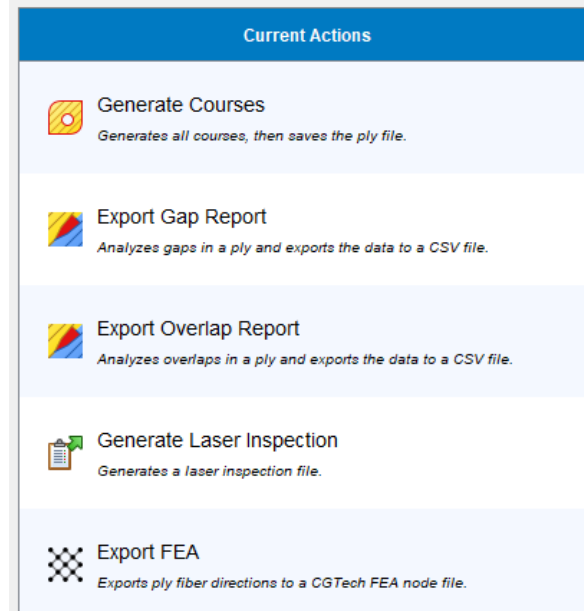 Current Actions
Generate Courses
Generates all courses, then saves the ply file.
Export Gap Report
Analyzes gaps in a ply and exports the data to a CSV file.
Export Overlap Report
Analyzes overlaps in a ply and exports the data to a CSV file.
Generate Laser Inspection
Generates a laser inspection file.
Export FEA
Exports ply fiber directions to a CGTech FEA node file.